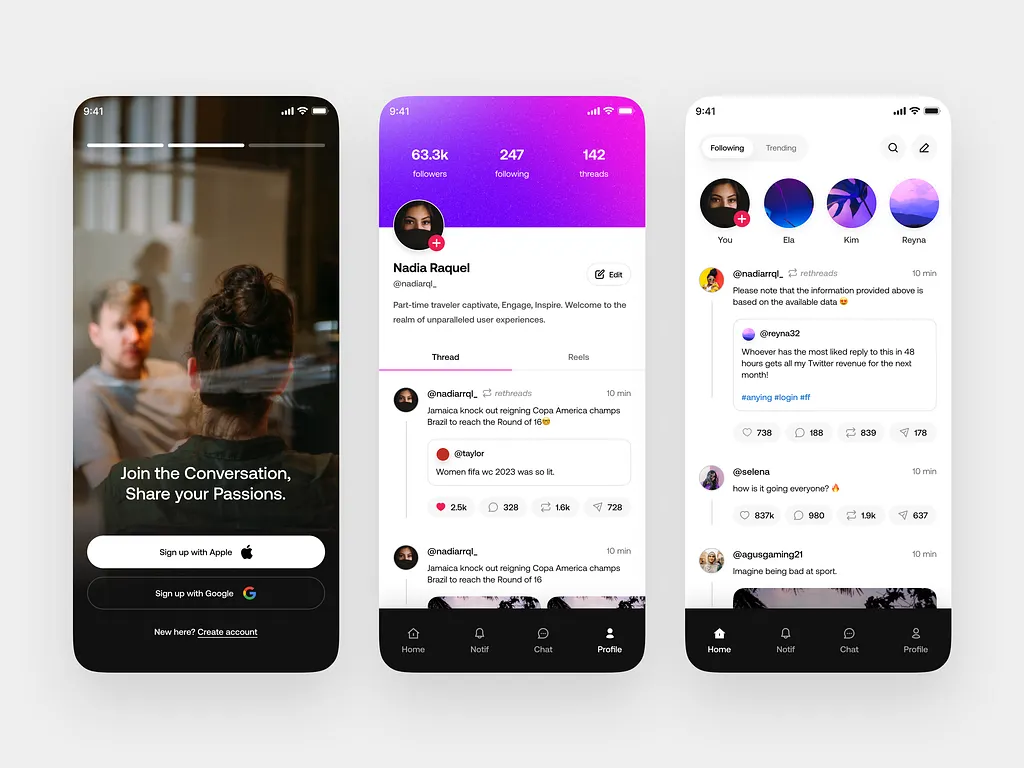 9:41
Join the Conversation,
Share your Passions.
Sign up with Apple
Sign up with Google
New here? Create account
9:41
63.3k 247 142
followers following threads
Nadia Raquel
@nadiarql_
Edit
Part-time traveler captivate, Engage, Inspire. Welcome to the
realm of unparalleled user experiences.
Thread Reels
@nadiarrql_ rethreads 10 min
Jamaica knock out reigning Copa America champs
Brazil to reach the Round of 16🤓
@taylor
Women fifa wc 2023 was so lit.
2.5k 328 1.6k 728
@nadiarrql_ 10 min
Jamaica knock out reigning Copa America champs
Brazil to reach the Round of 16
Home Notif Chat Profile
9:41
Following Trending
You Ela Kim Reyna
@nadiarrql_ rethreads 10 min
Please note that the information provided above is
based on the available data 😍
@reyna32
Whoever has the most liked reply to this in 48
hours gets all my Twitter revenue for the next
month!
#anying #login #ff
738 188 839 178
@selena 10 min
how is it going everyone? 🔥
837k 980 1.9k 637
@agusgaming21 10 min
Imagine being bad at sport.
Home Notif Chat Profile